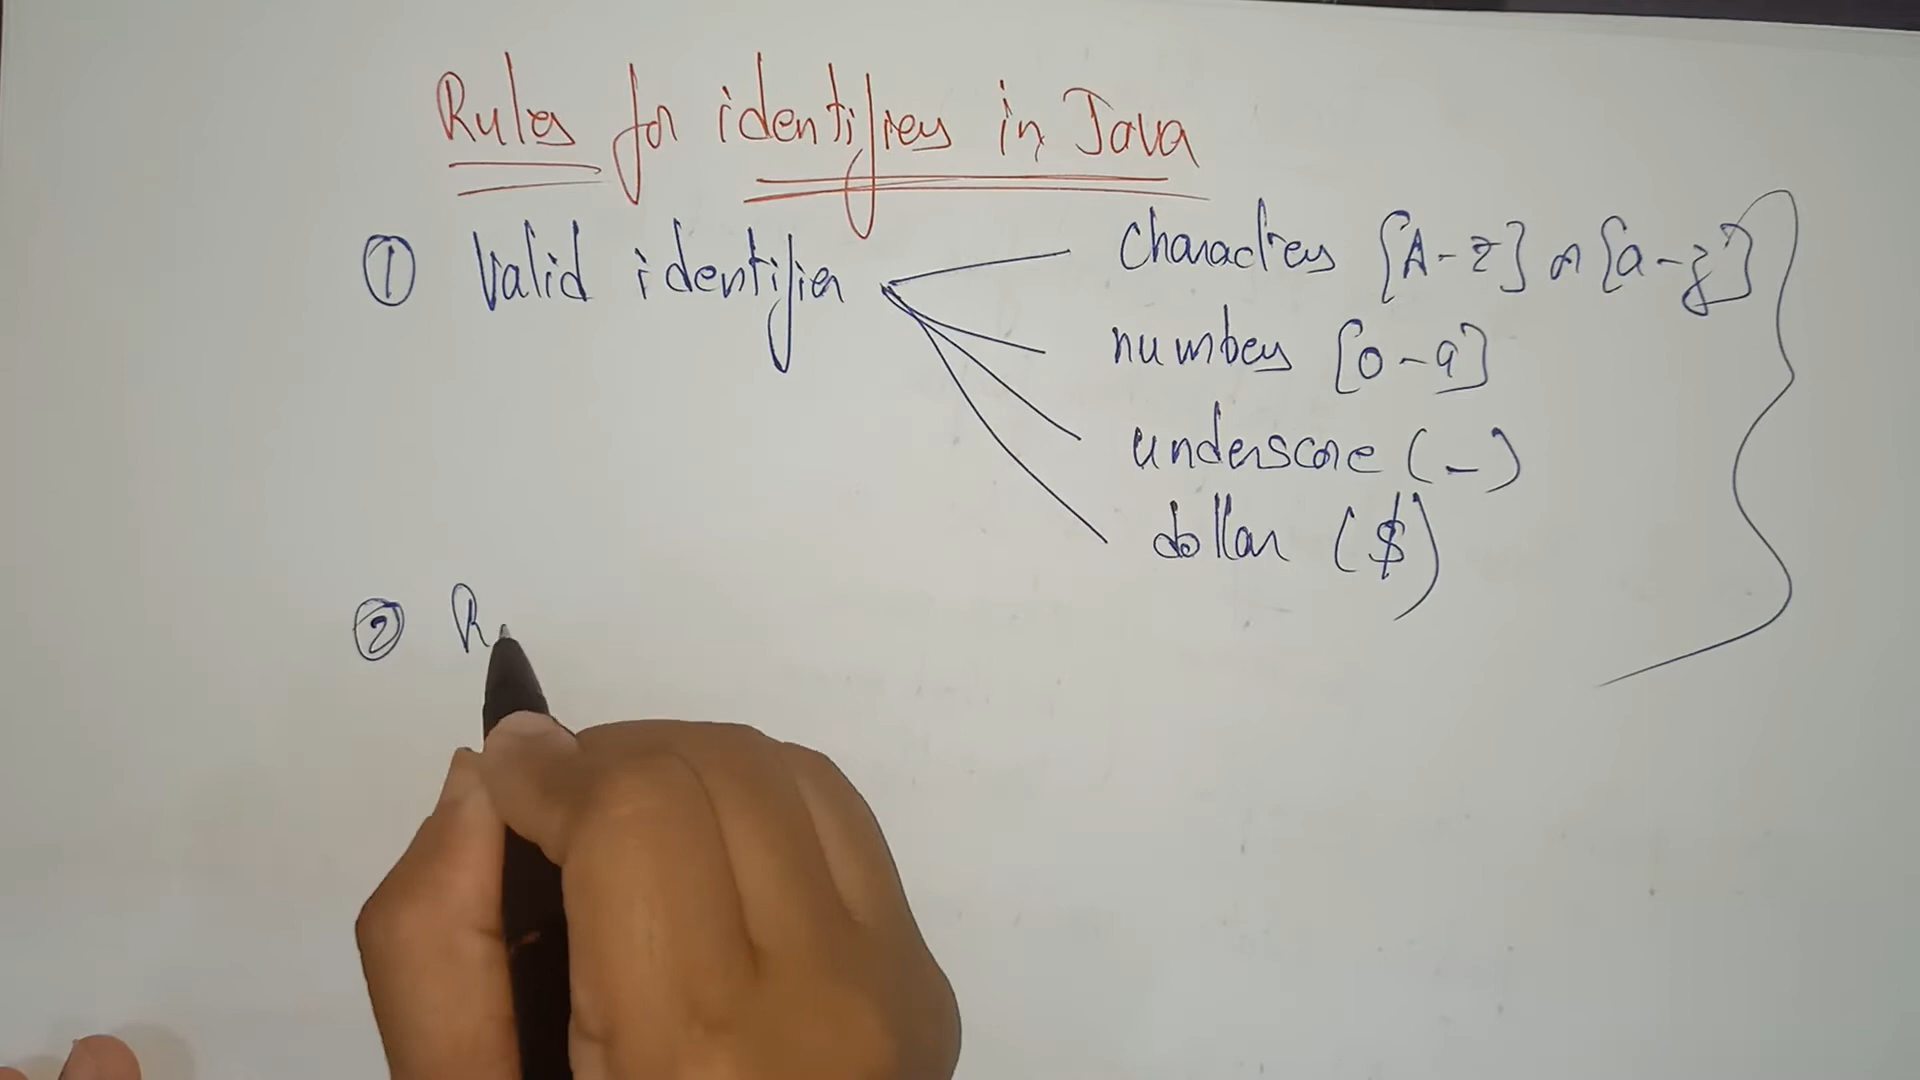 Rules for identifiers in Java
① Valid identifier
characters [A-Z] or [a-z]
numbers [0-9]
underscore (_)
dollar ($)
② R